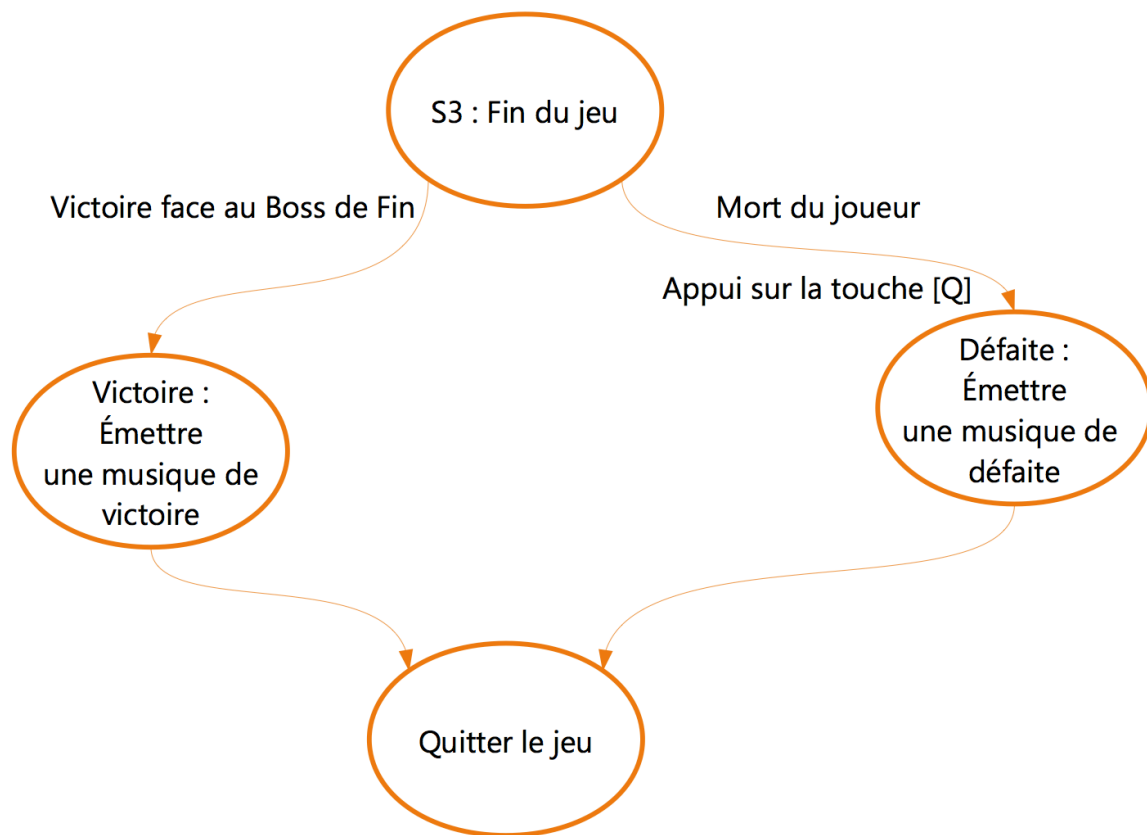 S3 : Fin du jeu
Victoire face au Boss de Fin
Mort du joueur
Appui sur la touche [Q]
Victoire :
Émettre
une musique de
victoire
Défaite :
Émettre
une musique de
défaite
Quitter le jeu